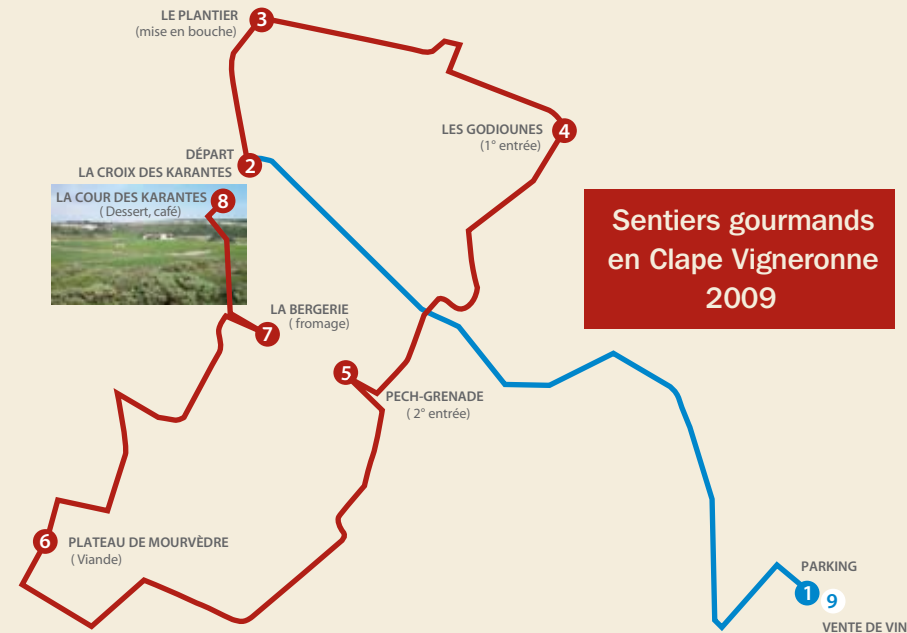 LE PLANTIER
(mise en bouche)
3
LES GODIOUNES
(1° entrée)
4
DÉPART
LA CROIX DES KARANTES
2
LA COUR DES KARANTES
( Dessert, café)
8
Sentiers gourmands
en Clape Vigneronne
2009
LA BERGERIE
( fromage)
7
5
PECH-GRENADE
( 2° entrée)
6
PLATEAU DE MOURVÈDRE
( Viande)
PARKING
1
9
VENTE DE VIN